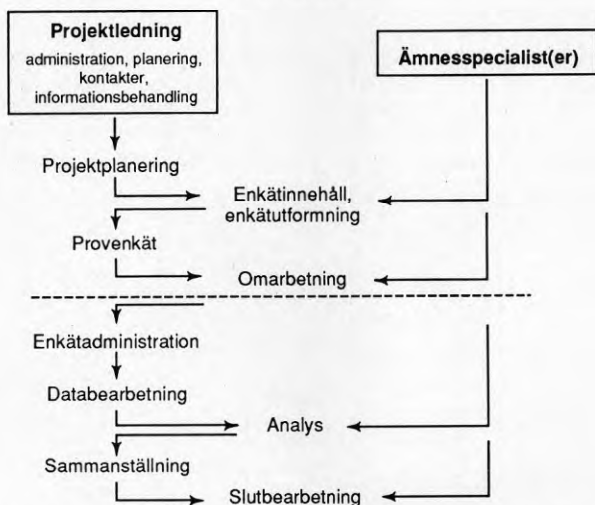 Projektledning
administration, planering,
kontakter,
informationsbehandling
Ämnesspecialist(er)
Projektplanering
Enkätinnehåll,
enkätutformning
Provenkät
Omarbetning
Enkätadministration
Databearbetning
Analys
Sammanställning
Slutbearbetning